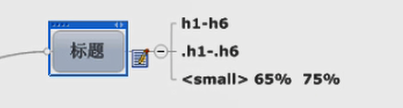 标题
h1-h6
.h1-.h6
<small> 65% 75%